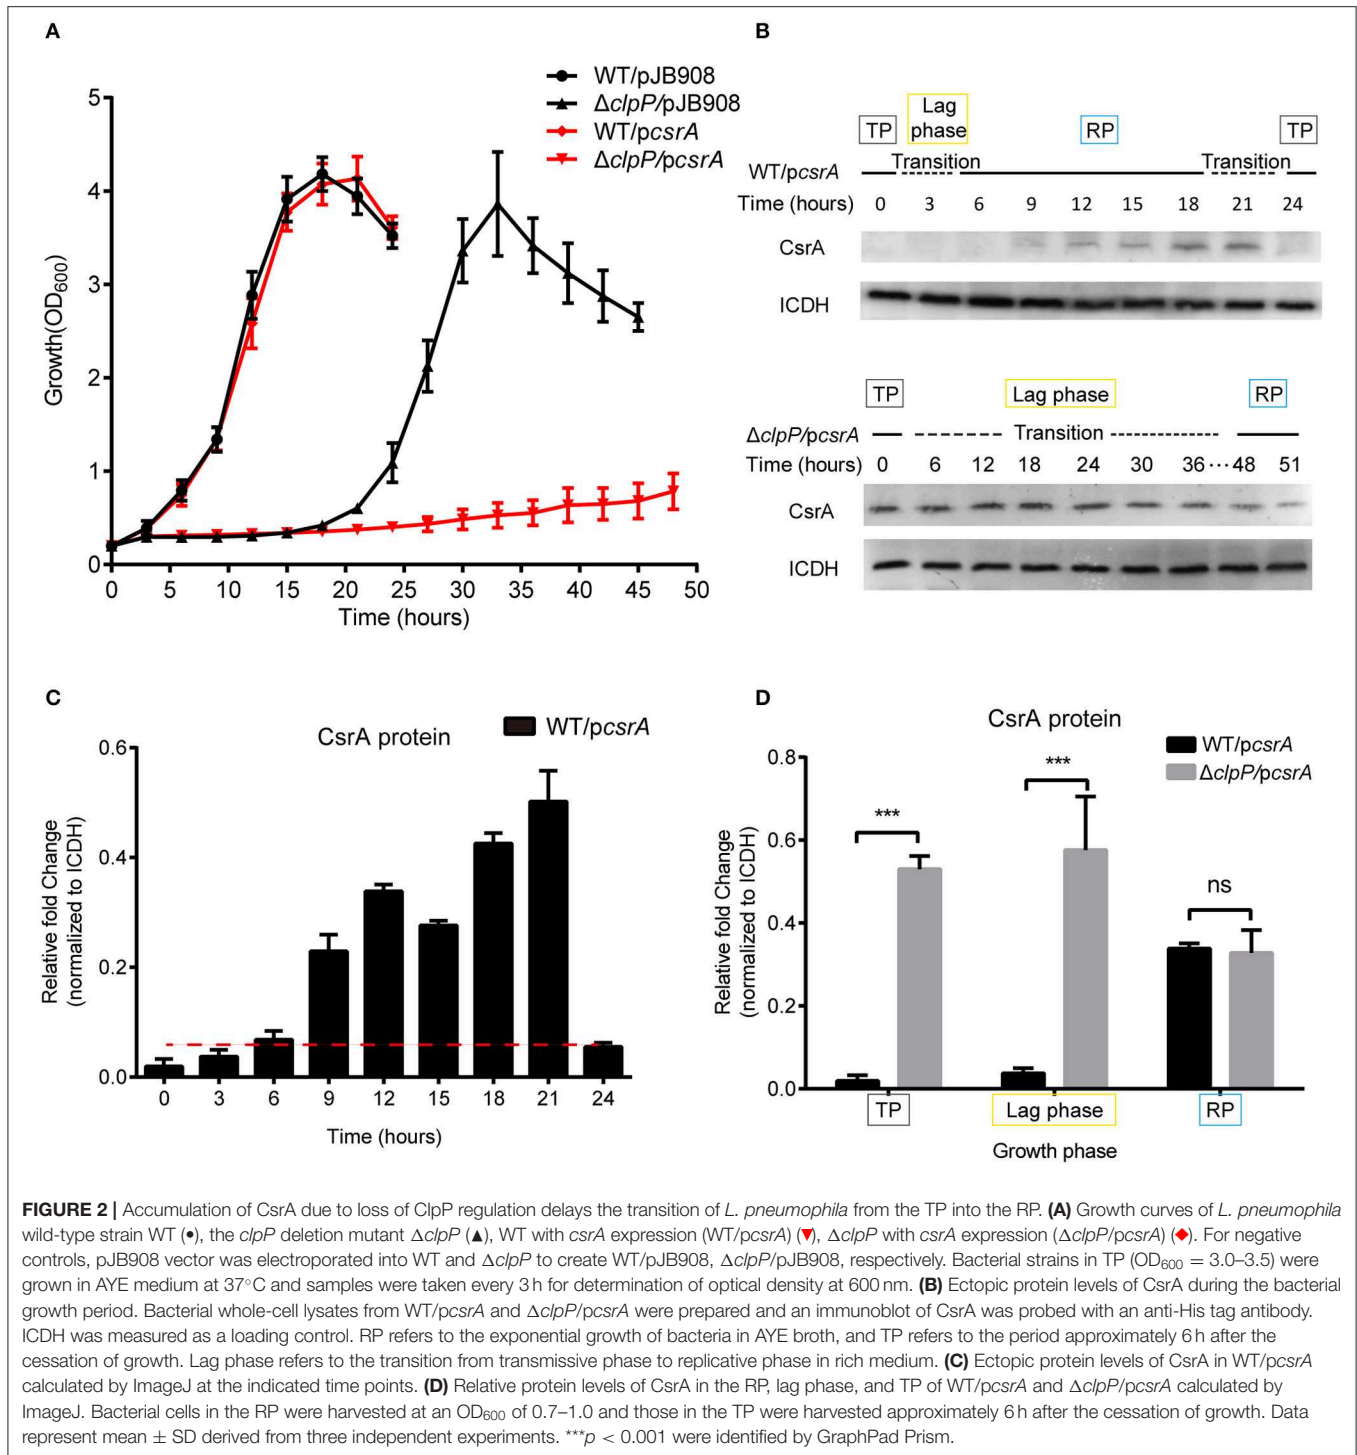 A
WT/pJB908
ΔclpP/pJB908
WT/pcsrA
ΔclpP/pcsrA
5
4
3
2
1
0
Growth(OD600)
0 5 10 15 20 25 30 35 40 45 50
Time (hours)
B
TP Lag phase RP TP
WT/pcsrA Transition Transition
Time (hours) 0 3 6 9 12 15 18 21 24
CsrA
ICDH
TP Lag phase RP
ΔclpP/pcsrA Transition
Time (hours) 0 6 12 18 24 30 36 ··· 48 51
CsrA
ICDH
C
CsrA protein
WT/pcsrA
0.6
0.4
0.2
0.0
Relative fold Change
(normalized to ICDH)
0 3 6 9 12 15 18 21 24
Time (hours)
D
CsrA protein
WT/pcsrA
ΔclpP/pcsrA
0.8
0.6
0.4
0.2
0.0
Relative fold Change
(normalized to ICDH)
***
***
ns
TP Lag phase RP
Growth phase
FIGURE 2 | Accumulation of CsrA due to loss of ClpP regulation delays the transition of L. pneumophila from the TP into the RP. (A) Growth curves of L. pneumophila
wild-type strain WT (●), the clpP deletion mutant ΔclpP (▲), WT with csrA expression (WT/pcsrA) (▼), ΔclpP with csrA expression (ΔclpP/pcsrA) (◆). For negative
controls, pJB908 vector was electroporated into WT and ΔclpP to create WT/pJB908, ΔclpP/pJB908, respectively. Bacterial strains in TP (OD600 = 3.0–3.5) were
grown in AYE medium at 37°C and samples were taken every 3 h for determination of optical density at 600 nm. (B) Ectopic protein levels of CsrA during the bacterial
growth period. Bacterial whole-cell lysates from WT/pcsrA and ΔclpP/pcsrA were prepared and an immunoblot of CsrA was probed with an anti-His tag antibody.
ICDH was measured as a loading control. RP refers to the exponential growth of bacteria in AYE broth, and TP refers to the period approximately 6 h after the
cessation of growth. Lag phase refers to the transition from transmissive phase to replicative phase in rich medium. (C) Ectopic protein levels of CsrA in WT/pcsrA
calculated by ImageJ at the indicated time points. (D) Relative protein levels of CsrA in the RP, lag phase, and TP of WT/pcsrA and ΔclpP/pcsrA calculated by
ImageJ. Bacterial cells in the RP were harvested at an OD600 of 0.7–1.0 and those in the TP were harvested approximately 6 h after the cessation of growth. Data
represent mean ± SD derived from three independent experiments. ***p < 0.001 were identified by GraphPad Prism.